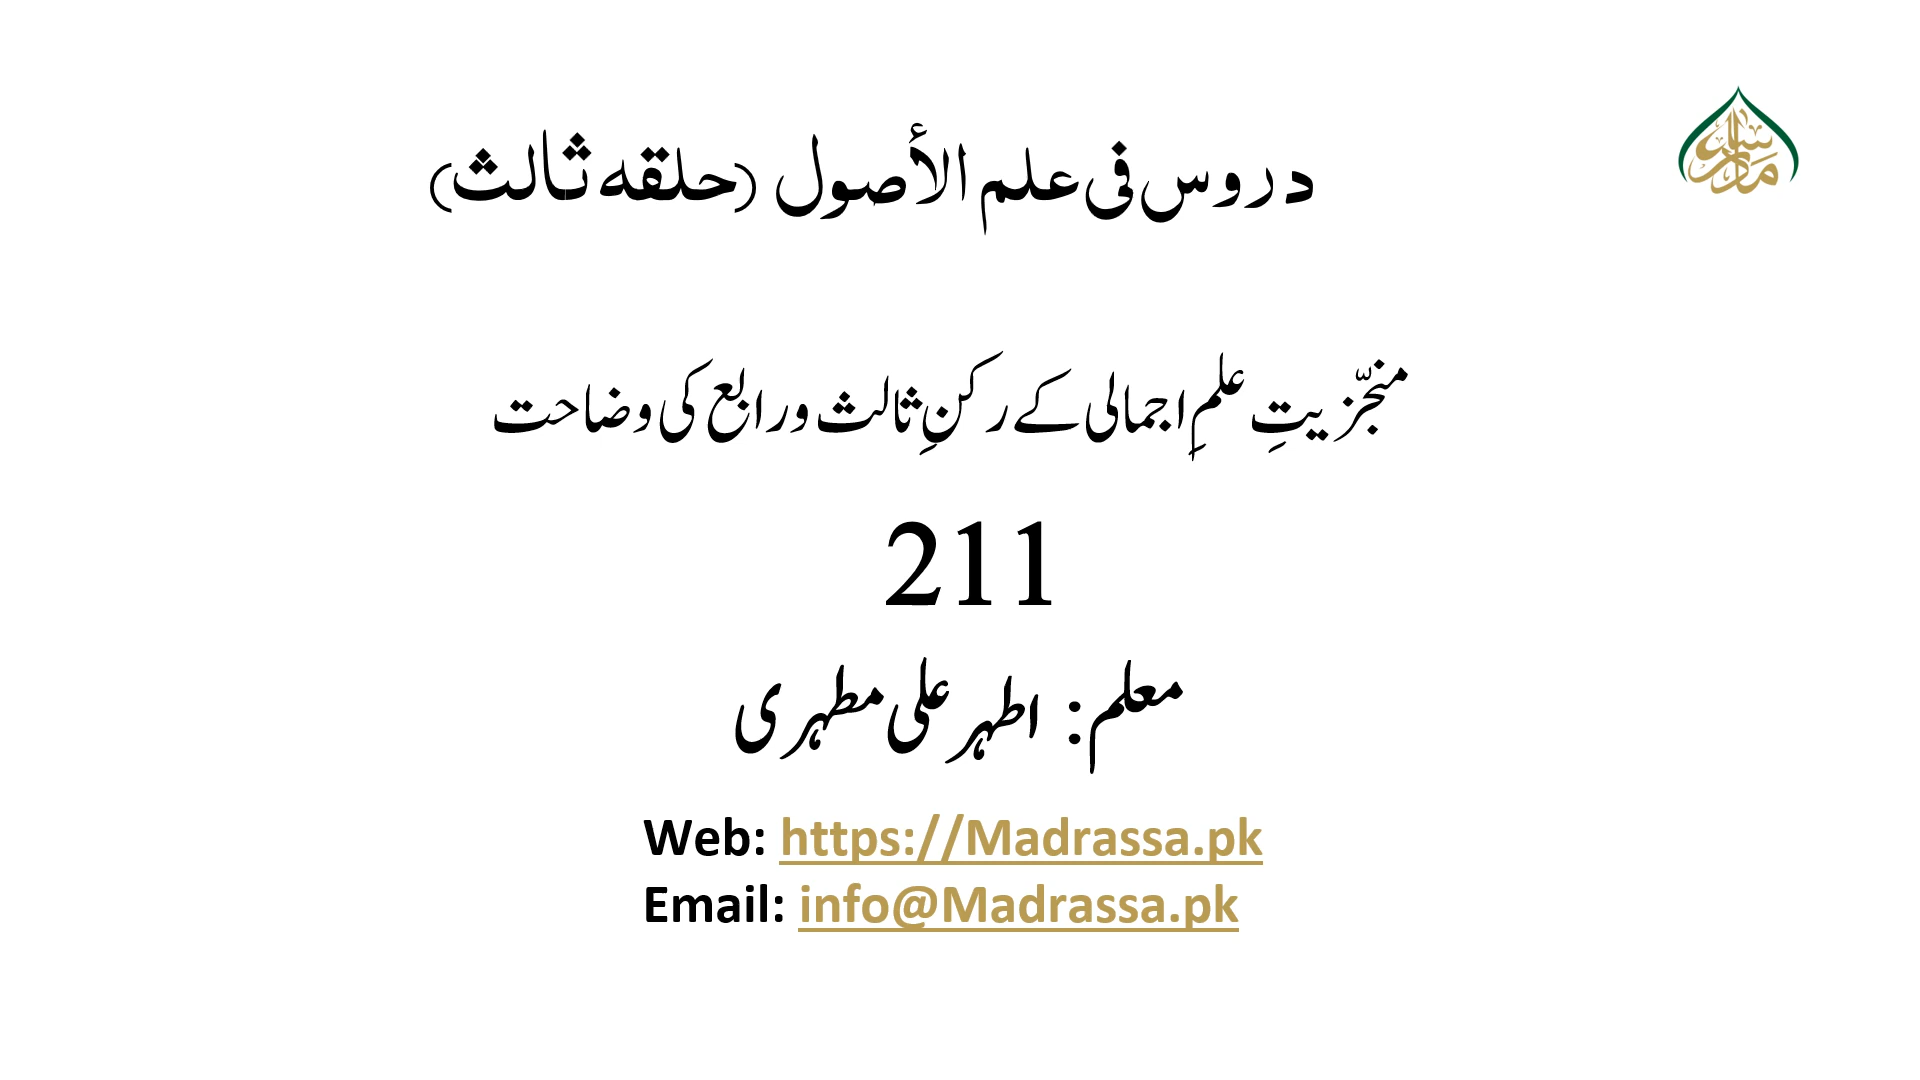 دروس فی علم الأصول (حلقہ ثالث)
منجّزیتِ علمِ اجمالی کے رکنِ ثالث ورابع کی وضاحت
211
معلم: اطہر علی مطہری
Web: https://Madrassa.pk
Email: info@Madrassa.pk